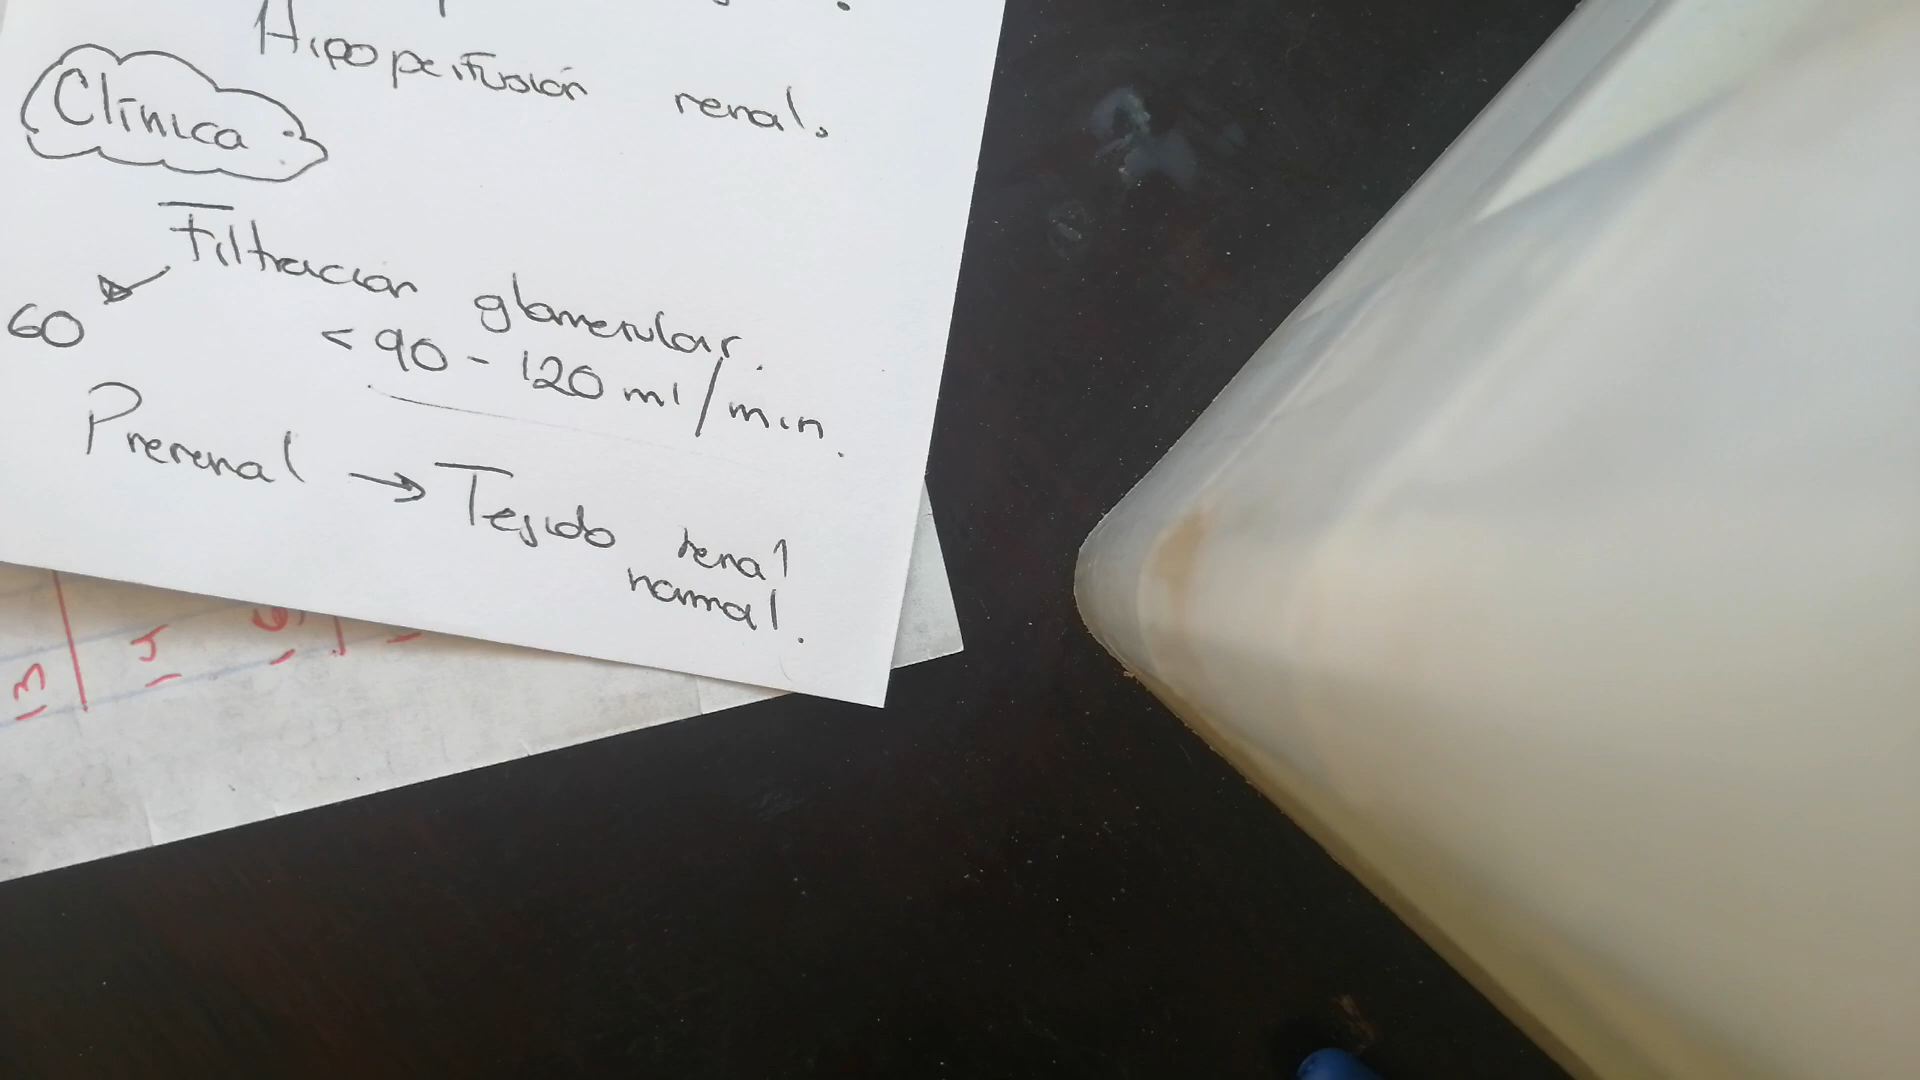 Hipoperfusión renal.
Clínica
Filtración glomerular.
60 < 90 - 120 ml/min.
Prerenal → Tejido renal
normal.